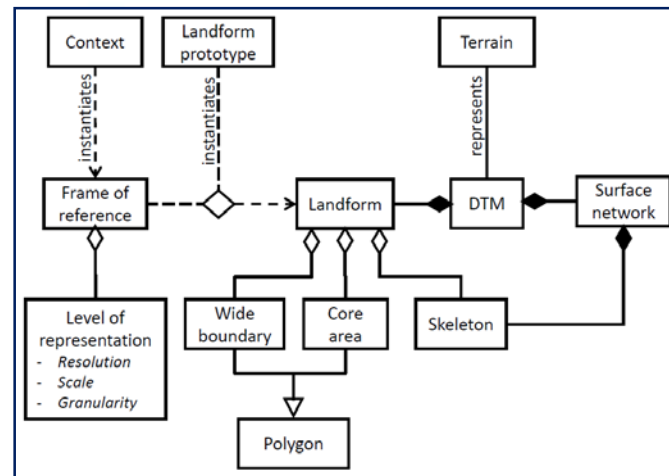 Context
Landform
prototype
Terrain
instantiates
instantiates
represents
Frame of
reference
Landform
DTM
Surface
network
Level of
representation
- Resolution
- Scale
- Granularity
Wide
boundary
Core
area
Skeleton
Polygon